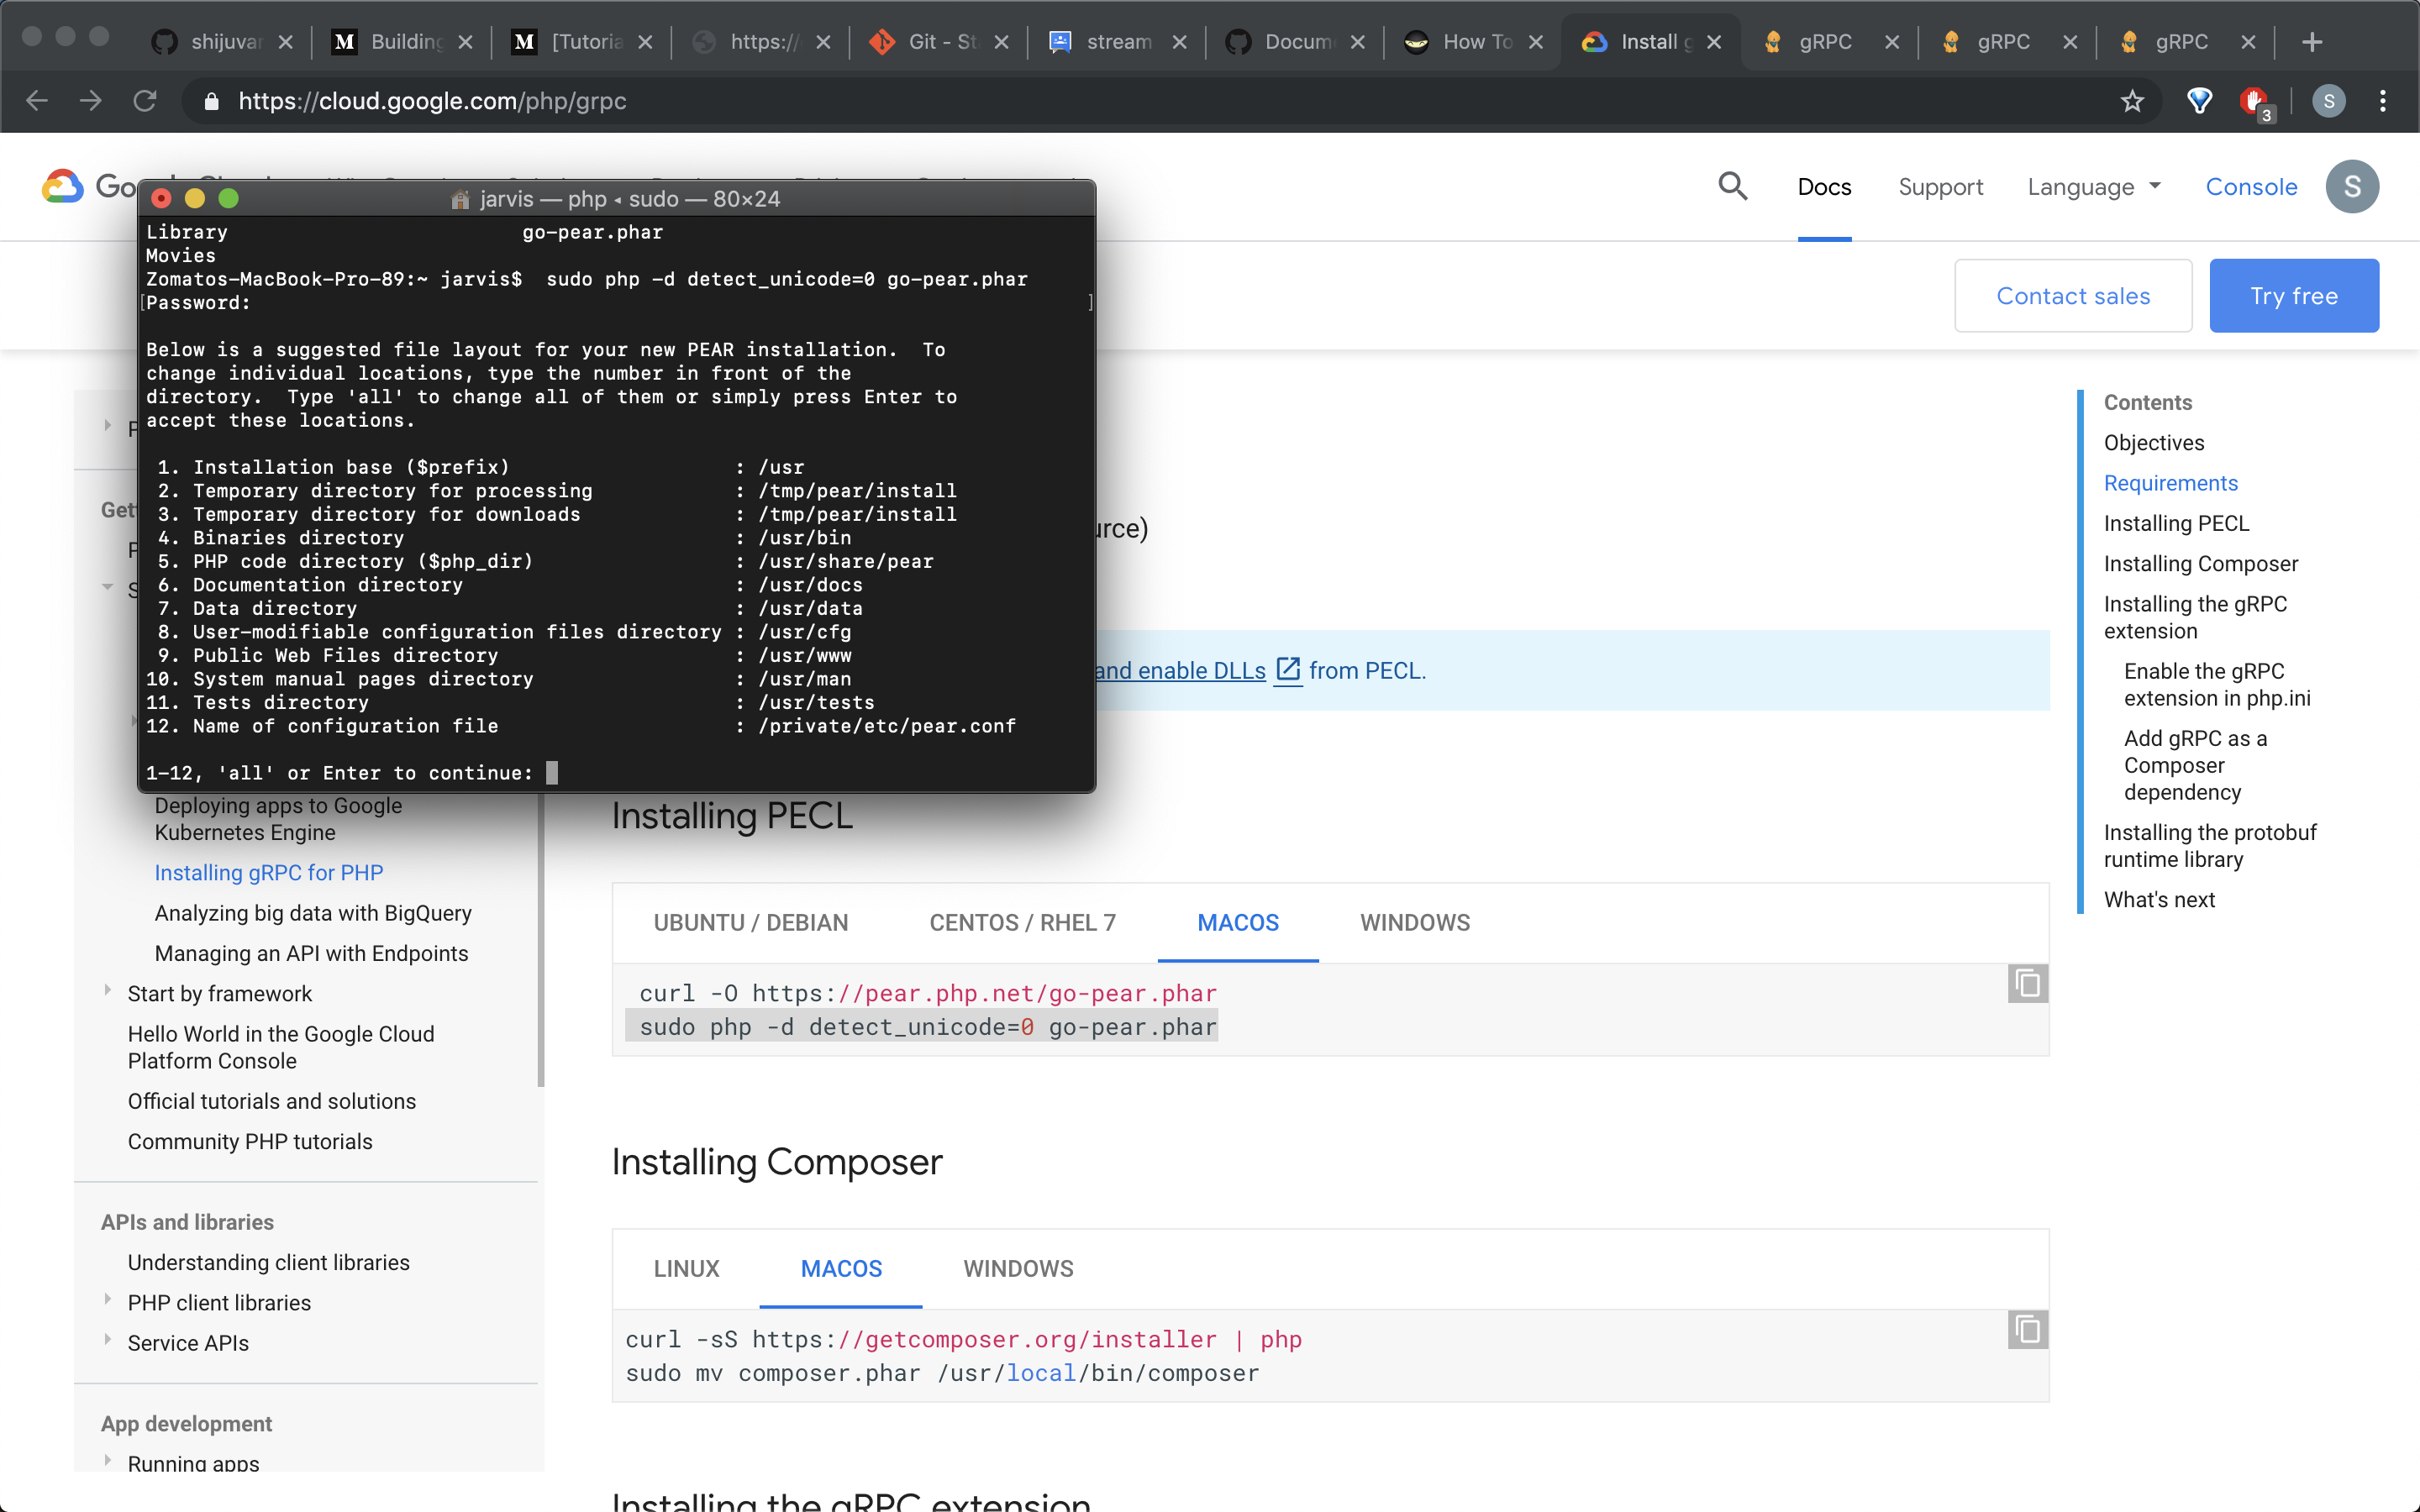 shijuvar
Building
[Tutoria
https://
Git - St
stream
Docum
How To
Install g
gRPC
gRPC
gRPC
https://cloud.google.com/php/grpc
S
3
Docs
Support
Language
Console
S
Contact sales
Try free
jarvis — php ◂ sudo — 80×24
Library go-pear.phar
Movies
Zomatos-MacBook-Pro-89:~ jarvis$ sudo php -d detect_unicode=0 go-pear.phar
[Password: ]
Below is a suggested file layout for your new PEAR installation. To
change individual locations, type the number in front of the
directory. Type 'all' to change all of them or simply press Enter to
accept these locations.
1. Installation base ($prefix) : /usr
2. Temporary directory for processing : /tmp/pear/install
3. Temporary directory for downloads : /tmp/pear/install
4. Binaries directory : /usr/bin
5. PHP code directory ($php_dir) : /usr/share/pear
6. Documentation directory : /usr/docs
7. Data directory : /usr/data
8. User-modifiable configuration files directory : /usr/cfg
9. Public Web Files directory : /usr/www
10. System manual pages directory : /usr/man
11. Tests directory : /usr/tests
12. Name of configuration file : /private/etc/pear.conf
1-12, 'all' or Enter to continue:
urce)
and enable DLLs from PECL.
Deploying apps to Google
Kubernetes Engine
Installing gRPC for PHP
Analyzing big data with BigQuery
Managing an API with Endpoints
Start by framework
Hello World in the Google Cloud
Platform Console
Official tutorials and solutions
Community PHP tutorials
APIs and libraries
Understanding client libraries
PHP client libraries
Service APIs
App development
Running apps
Installing PECL
UBUNTU / DEBIAN
CENTOS / RHEL 7
MACOS
WINDOWS
curl -O https://pear.php.net/go-pear.phar
sudo php -d detect_unicode=0 go-pear.phar
Installing Composer
LINUX
MACOS
WINDOWS
curl -sS https://getcomposer.org/installer | php
sudo mv composer.phar /usr/local/bin/composer
Installing the gRPC extension
Contents
Objectives
Requirements
Installing PECL
Installing Composer
Installing the gRPC
extension
Enable the gRPC
extension in php.ini
Add gRPC as a
Composer
dependency
Installing the protobuf
runtime library
What's next